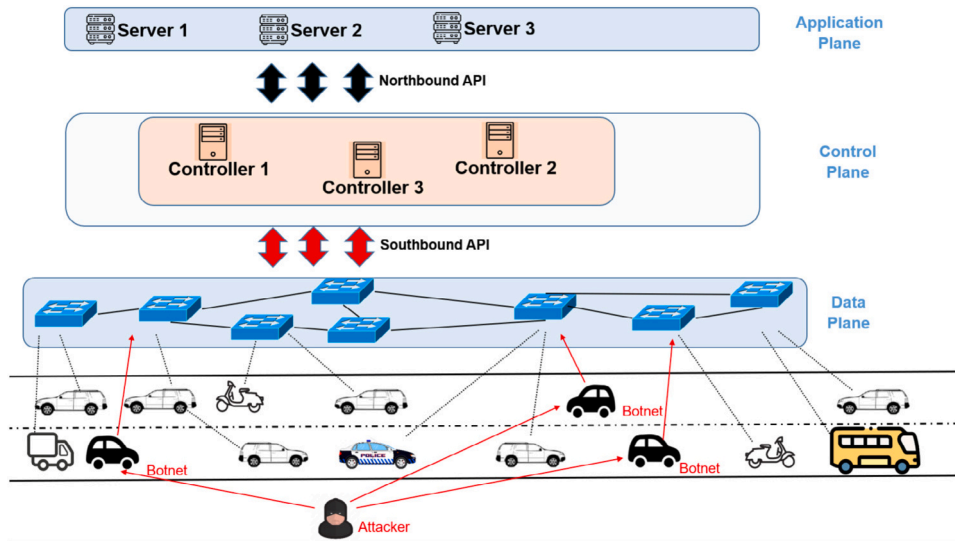 Server 1
Server 2
Server 3
Application
Plane
Northbound API
Controller 1
Controller 2
Controller 3
Control
Plane
Southbound API
Data
Plane
Botnet
POLICE
Botnet
Botnet
Attacker